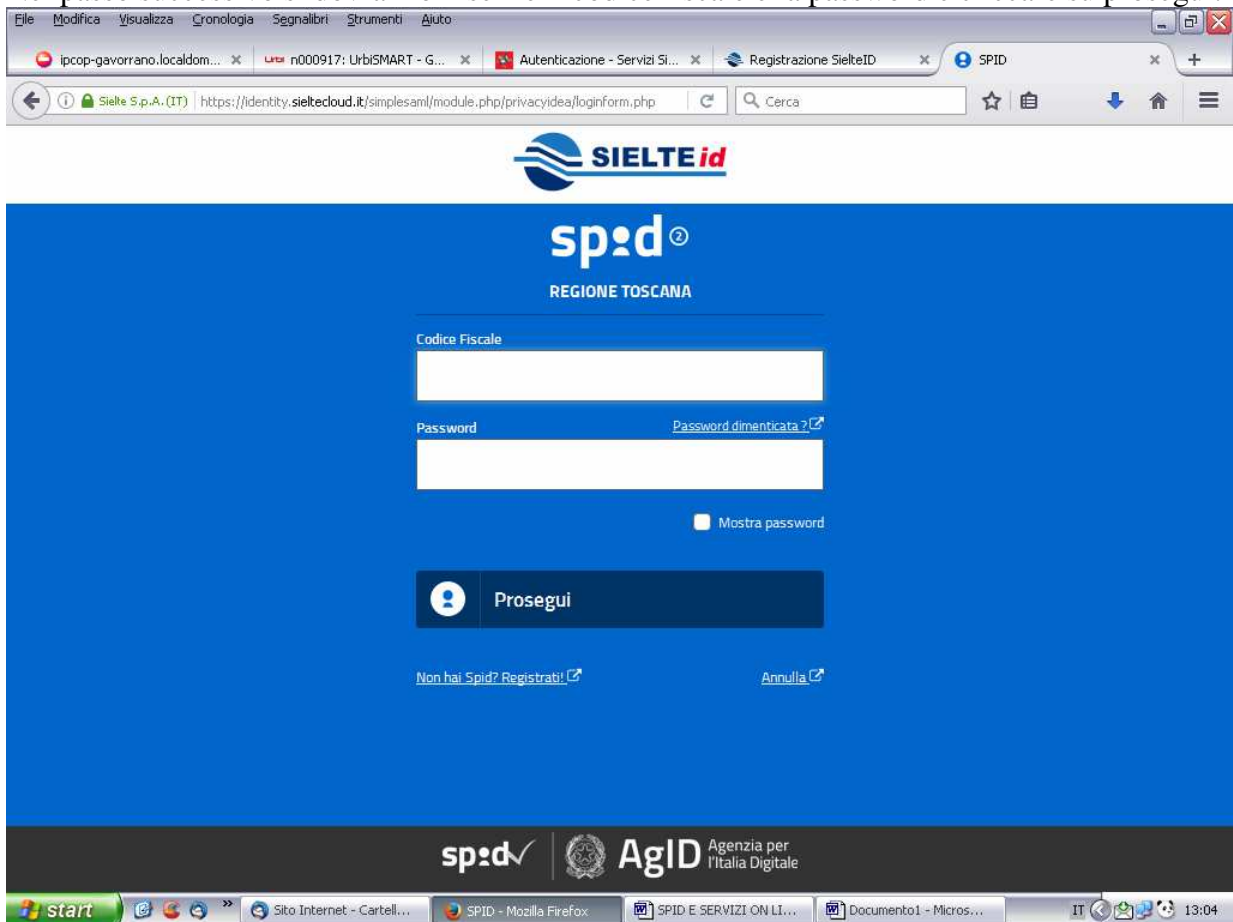 File Modifica Visualizza Cronologia Segnalibri Strumenti Aiuto
ipcop-gavorrano.localdom... Urbi n000917: UrbiSMART - G... Autenticazione - Servizi Si... Registrazione SielteID SPID
Sielte S.p.A. (IT) https://identity.sieltecloud.it/simplesaml/module.php/privacyidea/loginform.php Cerca
SIELTE id
spid 2
REGIONE TOSCANA
Codice Fiscale
Password Password dimenticata ?
Mostra password
Prosegui
Non hai Spid? Registrati! Annulla
spid AgID Agenzia per
l'Italia Digitale
start » Sito Internet - Cartell... SPID - Mozilla Firefox SPID E SERVIZI ON LI... Documento1 - Micros... IT 13:04